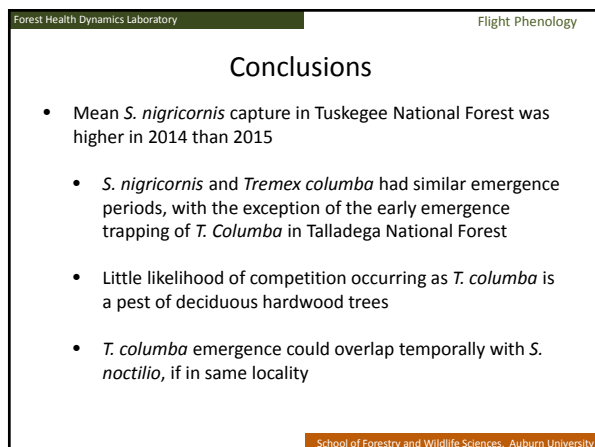 Forest Health Dynamics Laboratory
Flight Phenology
Conclusions
• Mean S. nigricornis capture in Tuskegee National Forest was
higher in 2014 than 2015
• S. nigricornis and Tremex columba had similar emergence
periods, with the exception of the early emergence
trapping of T. Columba in Talladega National Forest
• Little likelihood of competition occurring as T. columba is
a pest of deciduous hardwood trees
• T. columba emergence could overlap temporally with S.
noctilio, if in same locality
School of Forestry and Wildlife Sciences, Auburn University